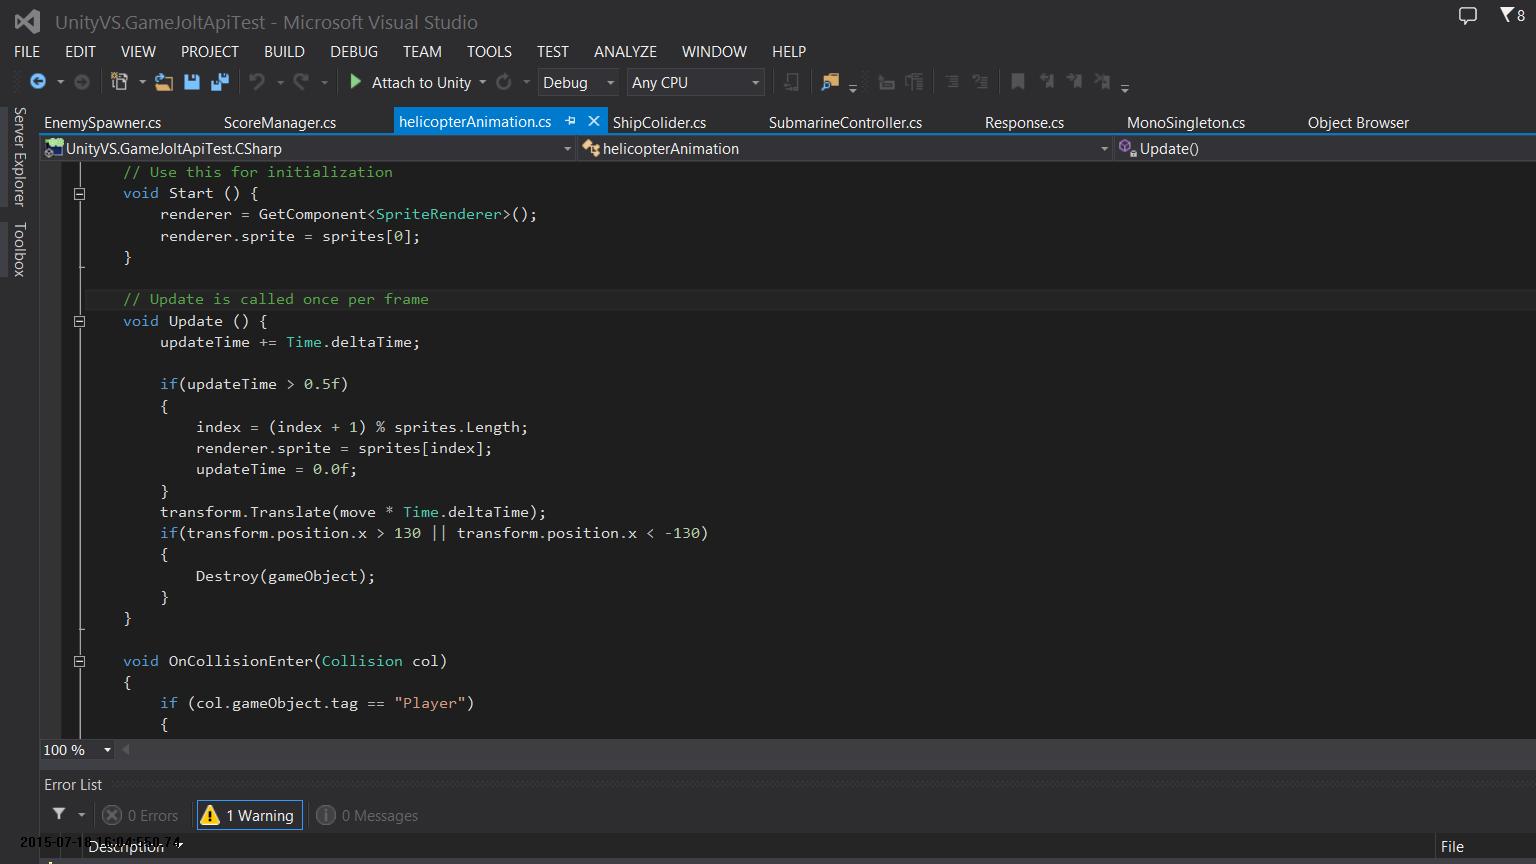 UnityVS.GameJoltApiTest - Microsoft Visual Studio
8
FILE EDIT VIEW PROJECT BUILD DEBUG TEAM TOOLS TEST ANALYZE WINDOW HELP
Attach to Unity Debug Any CPU
Server Explorer
Toolbox
EnemySpawner.cs ScoreManager.cs helicopterAnimation.cs ShipColider.cs SubmarineController.cs Response.cs MonoSingleton.cs Object Browser
UnityVS.GameJoltApiTest.CSharp helicopterAnimation Update()
// Use this for initialization
void Start () {
renderer = GetComponent<SpriteRenderer>();
renderer.sprite = sprites[0];
}
// Update is called once per frame
void Update () {
updateTime += Time.deltaTime;
if(updateTime > 0.5f)
{
index = (index + 1) % sprites.Length;
renderer.sprite = sprites[index];
updateTime = 0.0f;
}
transform.Translate(move * Time.deltaTime);
if(transform.position.x > 130 || transform.position.x < -130)
{
Destroy(gameObject);
}
}
void OnCollisionEnter(Collision col)
{
if (col.gameObject.tag == "Player")
{
100 %
Error List
0 Errors 1 Warning 0 Messages
Description File